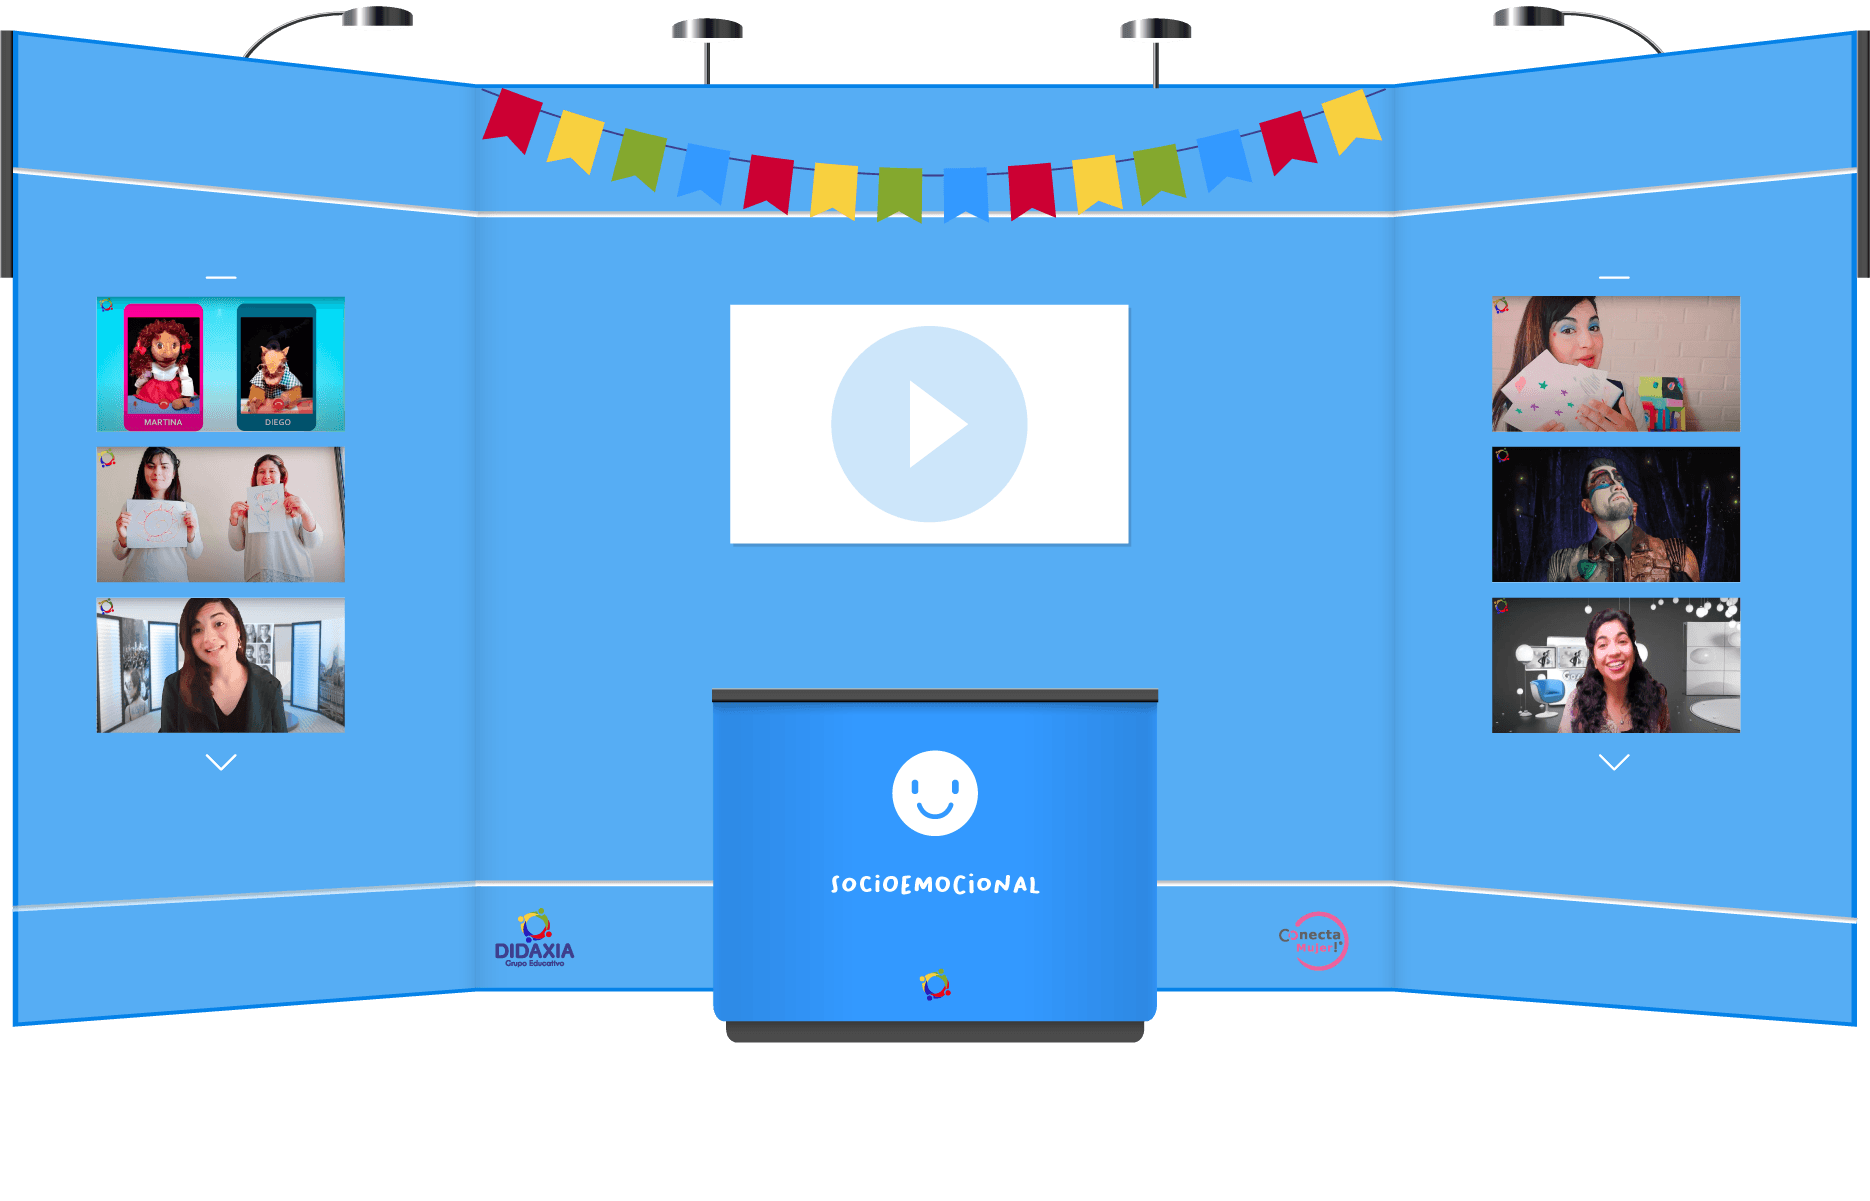 MARTINA
DIEGO
SOCIOEMOCIONAL
DIDAXIA
Grupo Educativo
Conecta
Mujer!